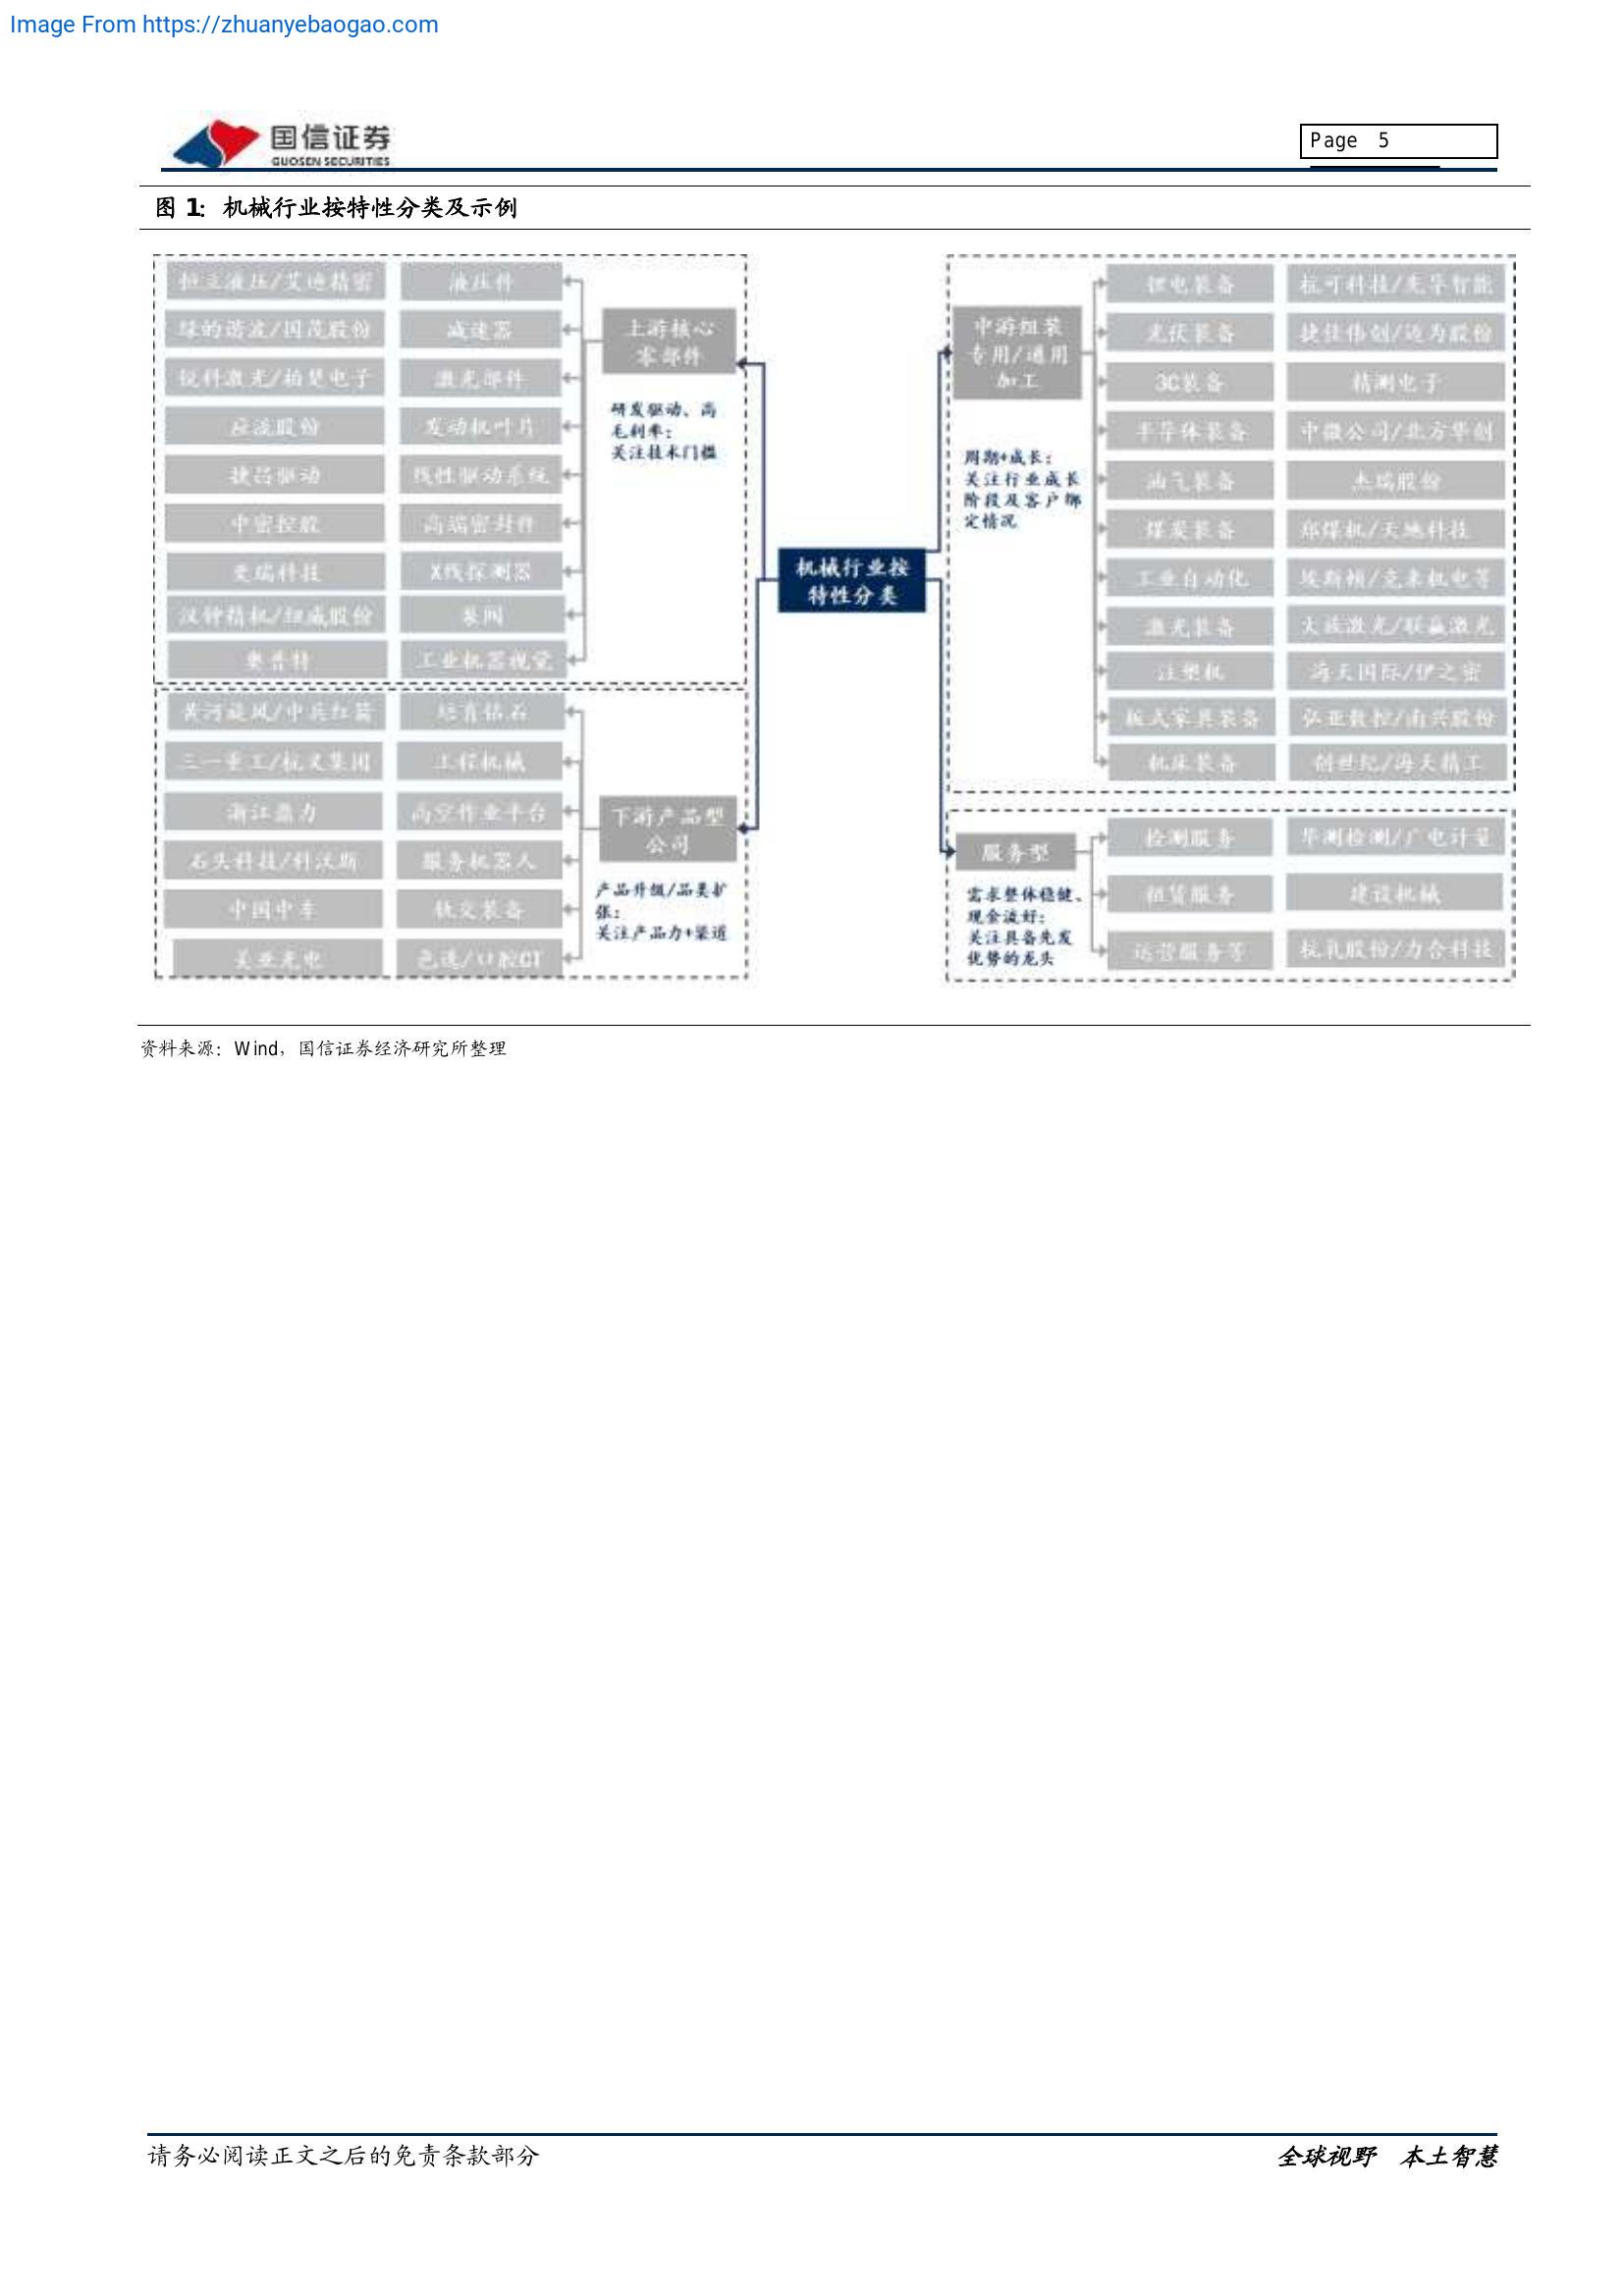 Image From https://zhuanyebaogao.com
国信证券
GUOSEN SECURITIES
Page 5
图 1: 机械行业按特性分类及示例
恒立液压/艾迪精密 液压件
绿的谐波/国茂股份 减速器
锐科激光/柏楚电子 激光部件
应流股份 发动机叶片
捷昌驱动 线性驱动系统
中密控股 高端密封件
奕瑞科技 X线探测器
汉钟精机/纽威股份 泵阀
奥普特 工业机器视觉
上游核心
零部件
研发驱动、高
毛利率:
关注技术门槛
黄河旋风/中兵红箭 培育钻石
三一重工/杭叉集团 工程机械
浙江鼎力 高空作业平台
石头科技/科沃斯 服务机器人
中国中车 轨交装备
美亚光电 色选/口腔CT
下游产品型
公司
产品升级/品类扩
张:
关注产品力+渠道
机械行业按
特性分类
中游组装
专用/通用
加工
周期+成长:
关注行业成长
阶段及客户绑
定情况
锂电装备 杭可科技/先导智能
光伏装备 捷佳伟创/迈为股份
3C装备 精测电子
半导体装备 中微公司/北方华创
油气装备 杰瑞股份
煤炭装备 郑煤机/天地科技
工业自动化 埃斯顿/克来机电等
激光装备 大族激光/联赢激光
注塑机 海天国际/伊之密
板式家具装备 弘亚数控/南兴股份
机床装备 创世纪/海天精工
服务型
需求整体稳健、
现金流好:
关注具备先发
优势的龙头
检测服务 华测检测/广电计量
租赁服务 建设机械
运营服务等 杭氧股份/力合科技
资料来源: Wind, 国信证券经济研究所整理
请务必阅读正文之后的免责条款部分
全球视野 本土智慧